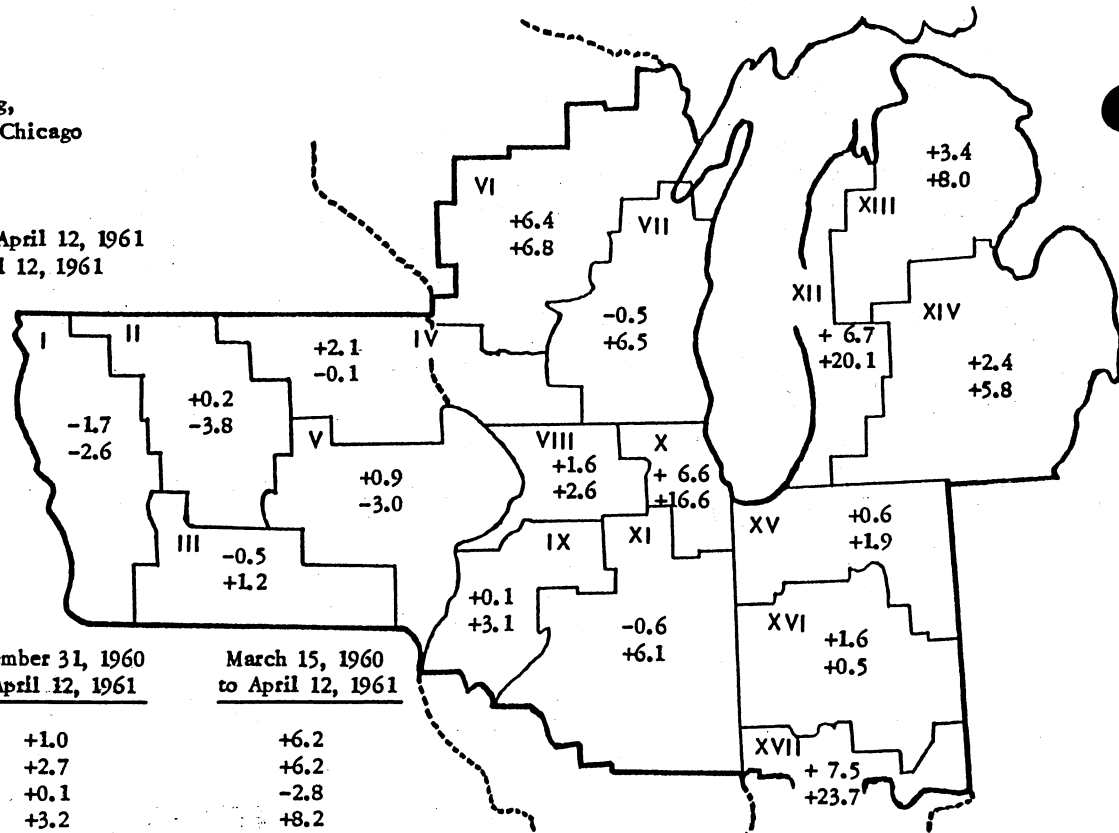 Chicago
April 12, 1961
12, 1961
VI
+6.4
+6.8
VII
-0.5
+6.5
+3.4
+8.0
XIII
XII
+ 6.7
+20.1
XIV
+2.4
+5.8
I
-1.7
-2.6
II
+0.2
-3.8
+2.1
-0.1
IV
V
+0.9
-3.0
III
-0.5
+1.2
VIII
+1.6
+2.6
X
+ 6.6
+16.6
IX
+0.1
+3.1
XI
-0.6
+6.1
XV
+0.6
+1.9
XVI
+1.6
+0.5
XVII
+ 7.5
+23.7
31, 1960 March 15, 1960
April 12, 1961 to April 12, 1961
+1.0 +6.2
+2.7 +6.2
+0.1 -2.8
+3.2 +8.2